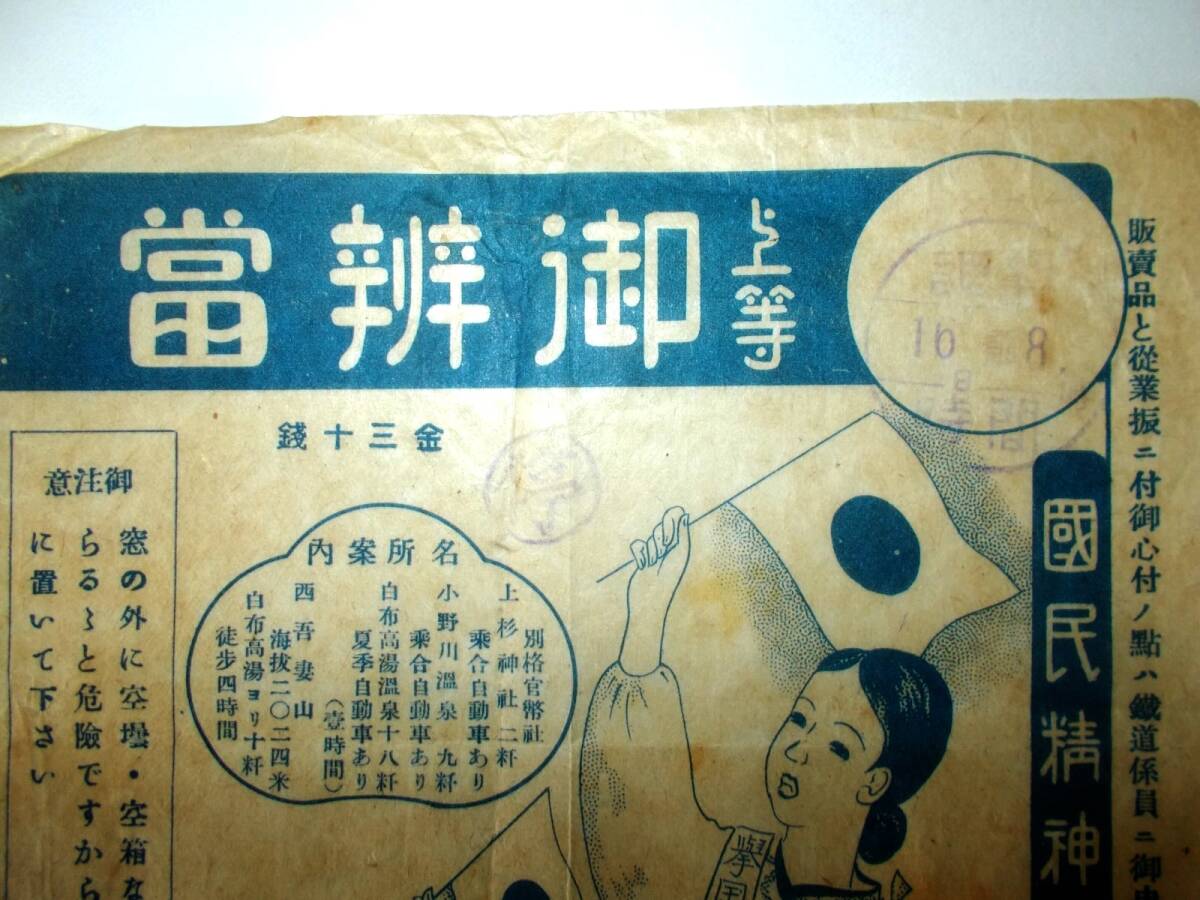 上等
御辨當
金三十錢
販賣品と從業振ニ付御心付ノ點ハ鐵道係員ニ御
國民精神
名所案內
別格官幣社
上杉神社二粁
乘合自動車あり
小野川溫泉九粁
乘合自動車あり
白布高湯溫泉十八粁
夏季自動車あり
(壹時間)
西吾妻山
海拔二〇二四米
白布高湯ヨリ十粁
徒步四時間
御注意
窓の外に空壜・空箱な
らるゝと危險ですから
に置いて下さい
擧国
16 8